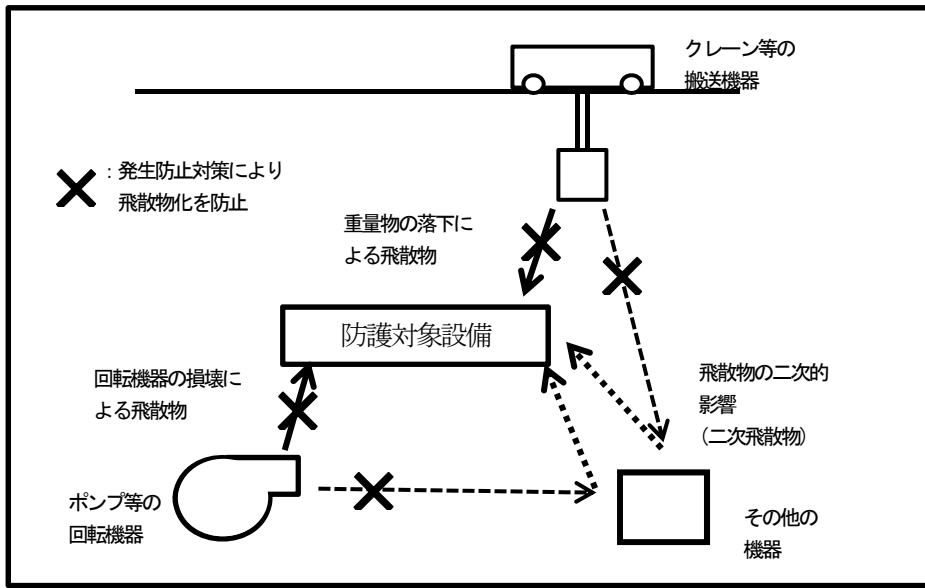 クレーン等の
搬送機器
：発生防止対策により
飛散物化を防止
重量物の落下に
よる飛散物
防護対象設備
回転機器の損壊に
よる飛散物
飛散物の二次的
影響
（二次飛散物）
ポンプ等の
回転機器
その他の
機器